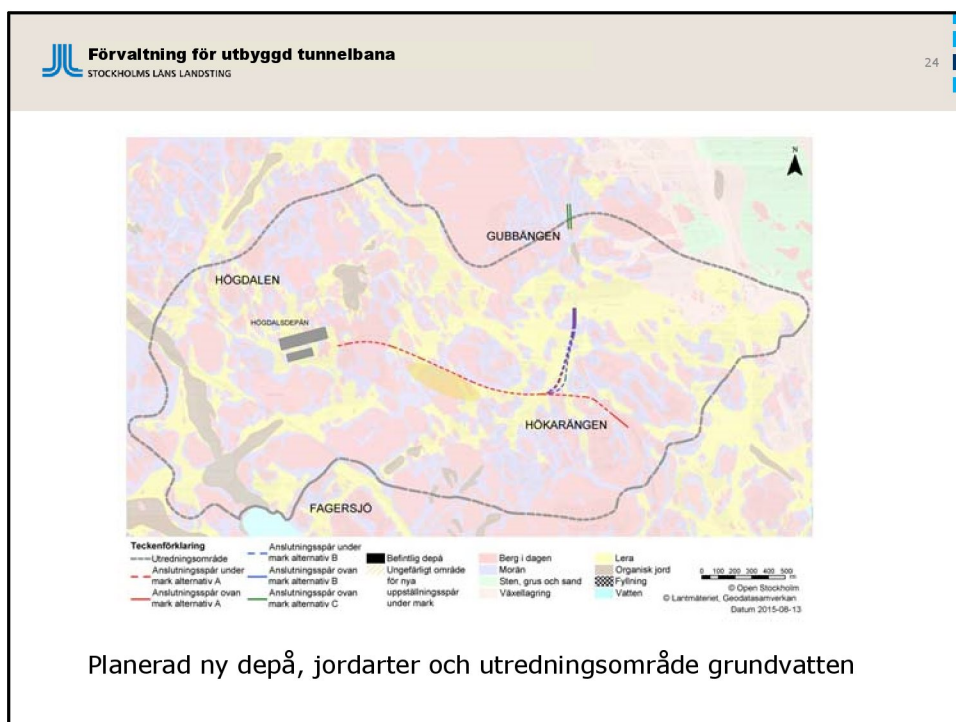 Förvaltning för utbyggd tunnelbana
STOCKHOLMS LÄNS LANDSTING
24
N
GUBBÄNGEN
HÖGDALEN
HÖGDALSDEPÅN
HÖKARÄNGEN
FAGERSJÖ
Teckenförklaring
Utredningsområde
Anslutningsspår under
mark alternativ A
Anslutningsspår ovan
mark alternativ A
Anslutningsspår under
mark alternativ B
Anslutningsspår ovan
mark alternativ B
Anslutningsspår ovan
mark alternativ C
Befintlig depå
Ungefärligt område
för nya
uppställningsspår
under mark
Berg i dagen
Morän
Sten, grus och sand
Växellagring
Lera
Organisk jord
Fyllning
Vatten
0 100 200 300 400 500
m
© Open Stockholm
© Lantmäteriet, Geodatasamverkan
Datum 2015-08-13
Planerad ny depå, jordarter och utredningsområde grundvatten